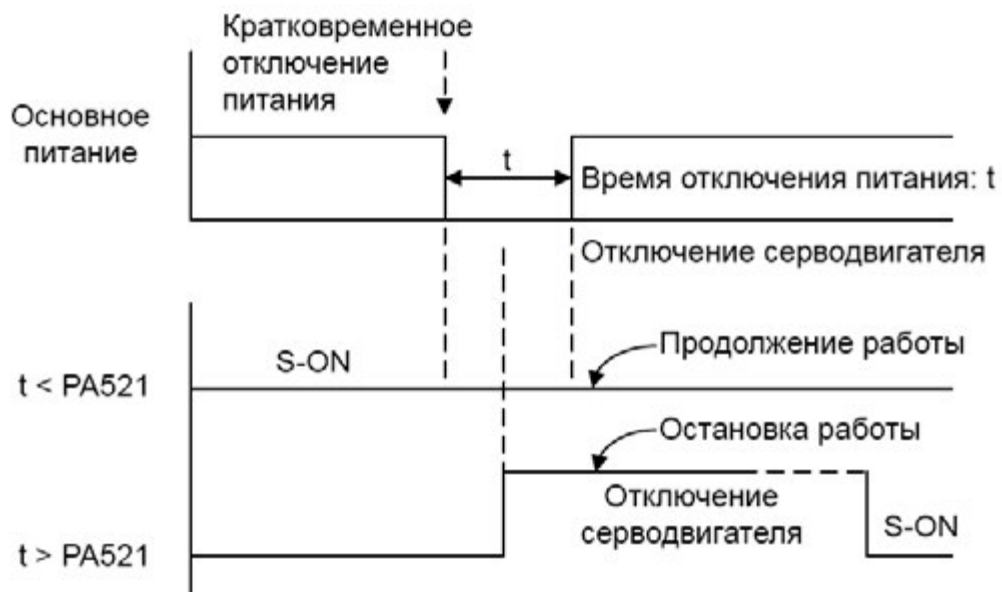 Кратковременное
отключение
питания
Основное
питание
t
Время отключения питания: t
Отключение серводвигателя
S-ON
Продолжение работы
t < PA521
Остановка работы
Отключение
серводвигателя
S-ON
t > PA521